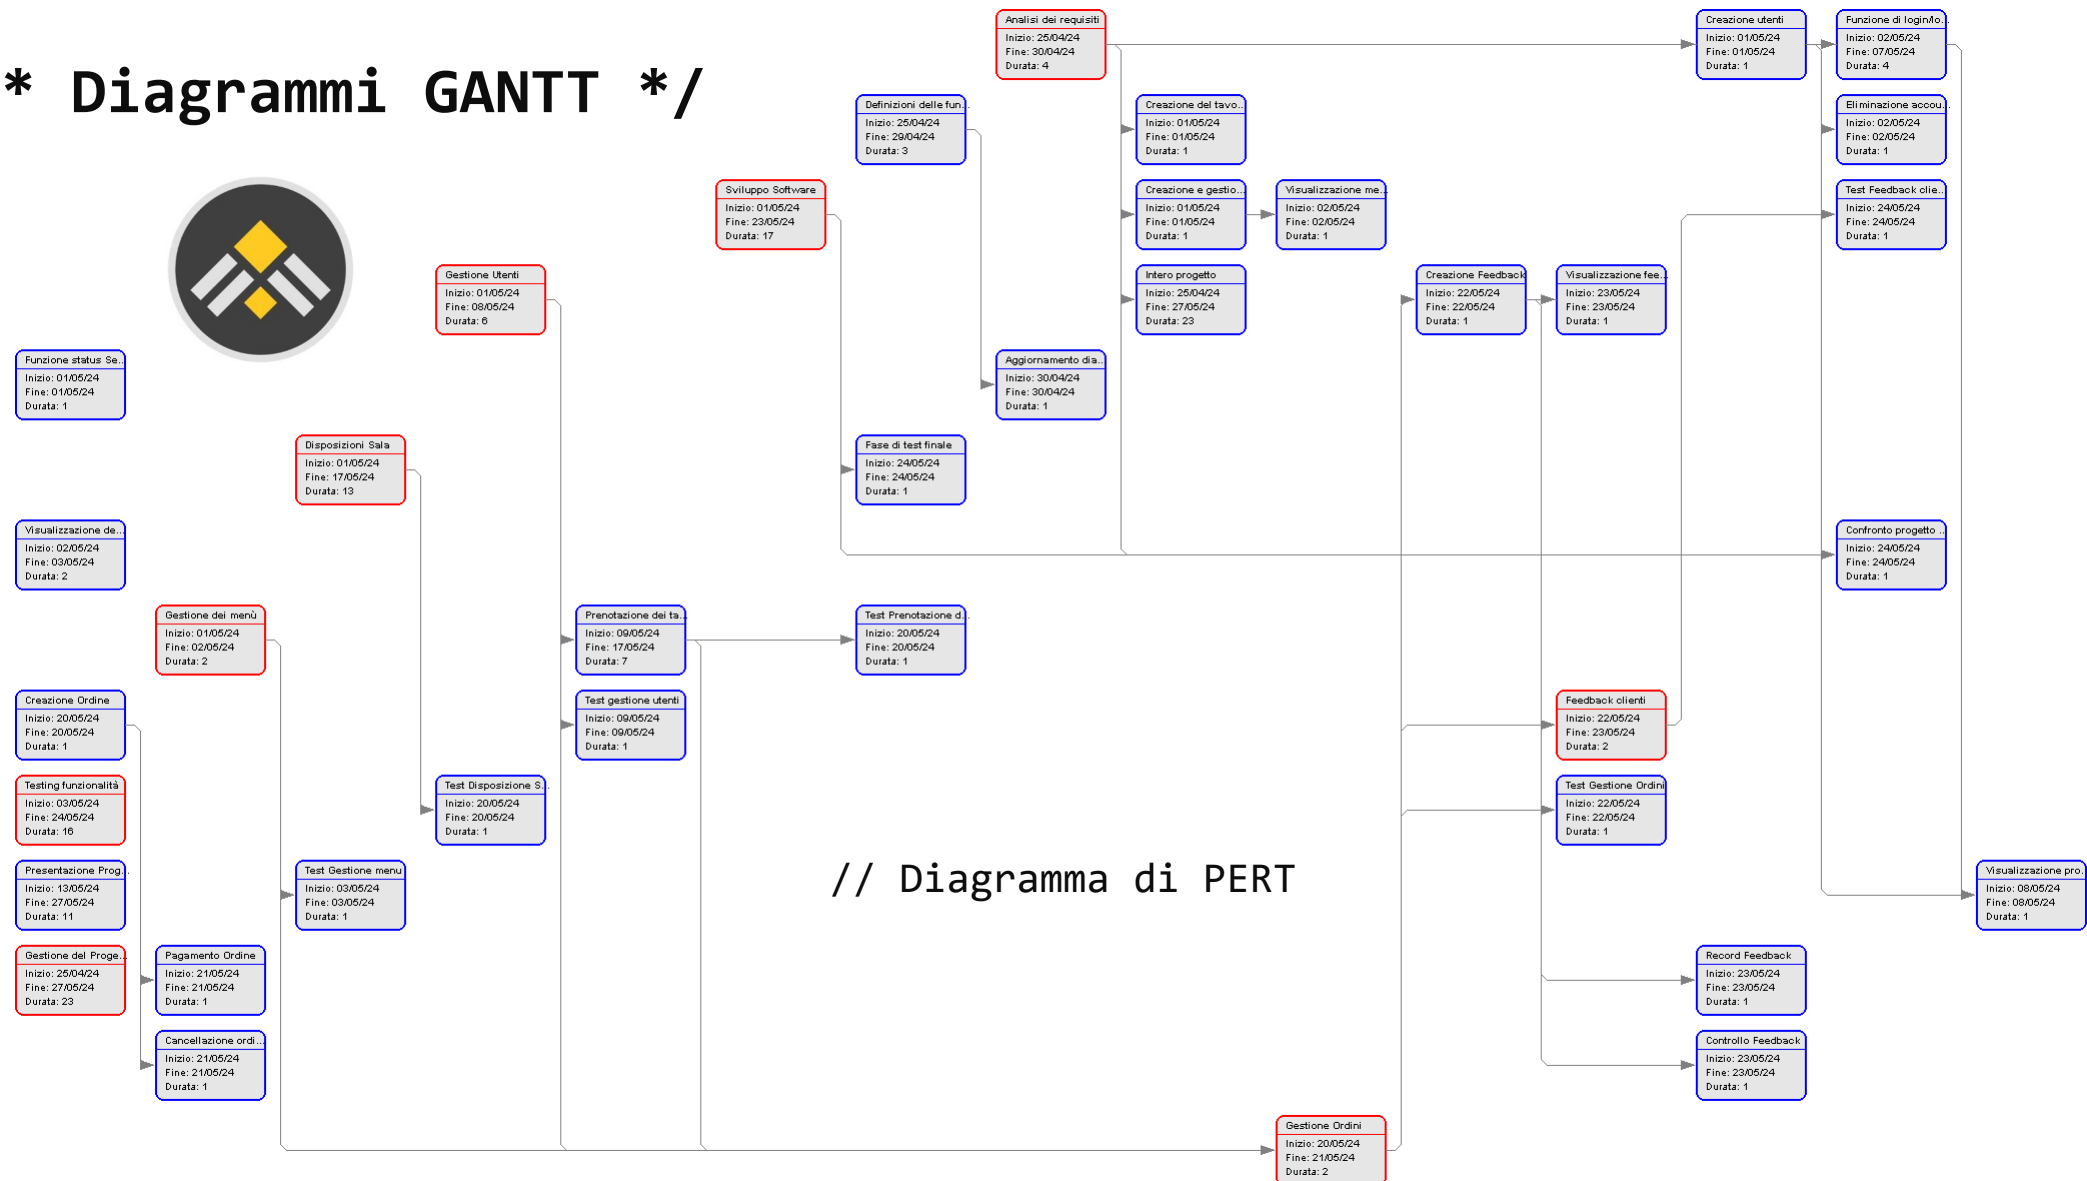 * Diagrammi GANTT */
Analisi dei requisiti
Inizio: 25/04/24
Fine: 30/04/24
Durata: 4
Creazione utenti
Inizio: 01/05/24
Fine: 01/05/24
Durata: 1
Funzione di login/lo...
Inizio: 02/05/24
Fine: 07/05/24
Durata: 4
Definizioni delle fun...
Inizio: 25/04/24
Fine: 29/04/24
Durata: 3
Creazione del tavo...
Inizio: 01/05/24
Fine: 01/05/24
Durata: 1
Eliminazione accou...
Inizio: 02/05/24
Fine: 02/05/24
Durata: 1
Sviluppo Software
Inizio: 01/05/24
Fine: 23/05/24
Durata: 17
Creazione e gestio...
Inizio: 01/05/24
Fine: 01/05/24
Durata: 1
Visualizzazione me...
Inizio: 02/05/24
Fine: 02/05/24
Durata: 1
Test Feedback clie...
Inizio: 24/05/24
Fine: 24/05/24
Durata: 1
Gestione Utenti
Inizio: 01/05/24
Fine: 08/05/24
Durata: 6
Intero progetto
Inizio: 25/04/24
Fine: 27/05/24
Durata: 23
Creazione Feedback
Inizio: 22/05/24
Fine: 22/05/24
Durata: 1
Visualizzazione fee...
Inizio: 23/05/24
Fine: 23/05/24
Durata: 1
Funzione status Se...
Inizio: 01/05/24
Fine: 01/05/24
Durata: 1
Aggiornamento dia...
Inizio: 30/04/24
Fine: 30/04/24
Durata: 1
Disposizioni Sala
Inizio: 01/05/24
Fine: 17/05/24
Durata: 13
Fase di test finale
Inizio: 24/05/24
Fine: 24/05/24
Durata: 1
Visualizzazione de...
Inizio: 02/05/24
Fine: 03/05/24
Durata: 2
Confronto progetto ...
Inizio: 24/05/24
Fine: 24/05/24
Durata: 1
Gestione dei menù
Inizio: 01/05/24
Fine: 02/05/24
Durata: 2
Prenotazione dei ta...
Inizio: 09/05/24
Fine: 17/05/24
Durata: 7
Test Prenotazione d...
Inizio: 20/05/24
Fine: 20/05/24
Durata: 1
Creazione Ordine
Inizio: 20/05/24
Fine: 20/05/24
Durata: 1
Test gestione utenti
Inizio: 09/05/24
Fine: 09/05/24
Durata: 1
Feedback clienti
Inizio: 22/05/24
Fine: 23/05/24
Durata: 2
Testing funzionalità
Inizio: 03/05/24
Fine: 24/05/24
Durata: 16
Test Disposizione S...
Inizio: 20/05/24
Fine: 20/05/24
Durata: 1
Test Gestione Ordini
Inizio: 22/05/24
Fine: 22/05/24
Durata: 1
Presentazione Prog...
Inizio: 13/05/24
Fine: 27/05/24
Durata: 11
Test Gestione menu
Inizio: 03/05/24
Fine: 03/05/24
Durata: 1
// Diagramma di PERT
Visualizzazione pro...
Inizio: 08/05/24
Fine: 08/05/24
Durata: 1
Gestione del Proge...
Inizio: 25/04/24
Fine: 27/05/24
Durata: 23
Pagamento Ordine
Inizio: 21/05/24
Fine: 21/05/24
Durata: 1
Record Feedback
Inizio: 23/05/24
Fine: 23/05/24
Durata: 1
Cancellazione ordi...
Inizio: 21/05/24
Fine: 21/05/24
Durata: 1
Controllo Feedback
Inizio: 23/05/24
Fine: 23/05/24
Durata: 1
Gestione Ordini
Inizio: 20/05/24
Fine: 21/05/24
Durata: 2